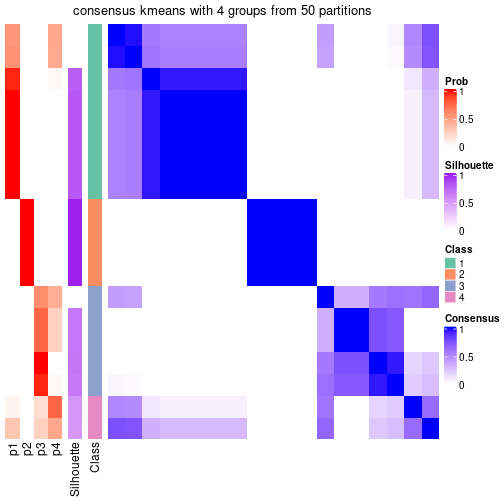 consensus kmeans with 4 groups from 50 partitions
Prob
1
0.5
0
Silhouette
1
0.5
0
Class
1
2
3
4
Consensus
1
0.5
0
p1
p2
p3
p4
Silhouette
Class